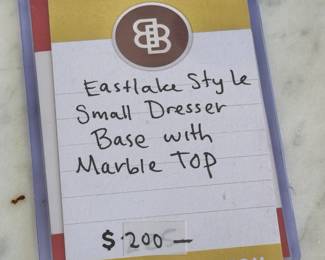 Eastlake Style
Small Dresser
Base with
Marble Top
$200—